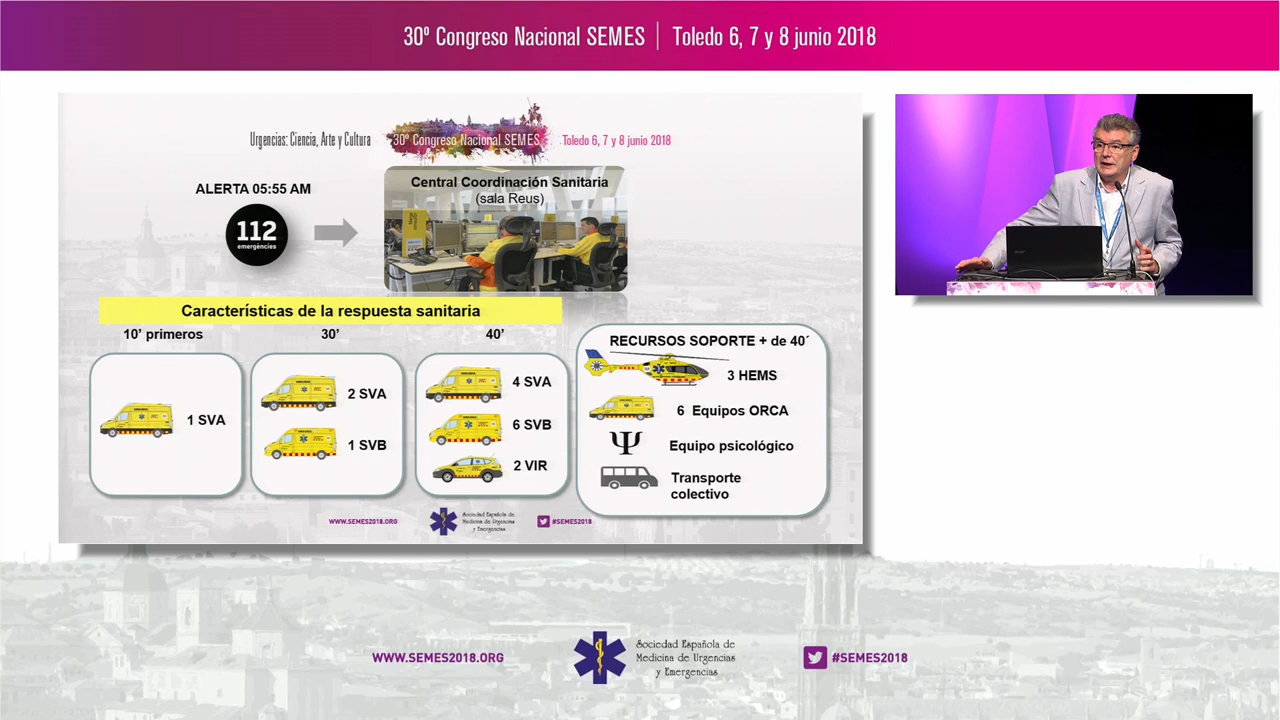 30º Congreso Nacional SEMES | Toledo 6, 7 y 8 junio 2018
Urgencias: Ciencia, Arte y Cultura
30º Congreso Nacional SEMES
Toledo 6, 7 y 8 junio 2018
ALERTA 05:55 AM
112
emergències
Central Coordinación Sanitaria
(sala Reus)
Características de la respuesta sanitaria
10’ primeros
30’
40’
1 SVA
2 SVA
1 SVB
4 SVA
6 SVB
2 VIR
RECURSOS SOPORTE + de 40´
3 HEMS
6 Equipos ORCA
Equipo psicológico
Transporte
colectivo
WWW.SEMES2018.ORG
Sociedad Española de
Medicina de Urgencias
y Emergencias
#SEMES2018
WWW.SEMES2018.ORG
Sociedad Española de
Medicina de Urgencias
y Emergencias
#SEMES2018